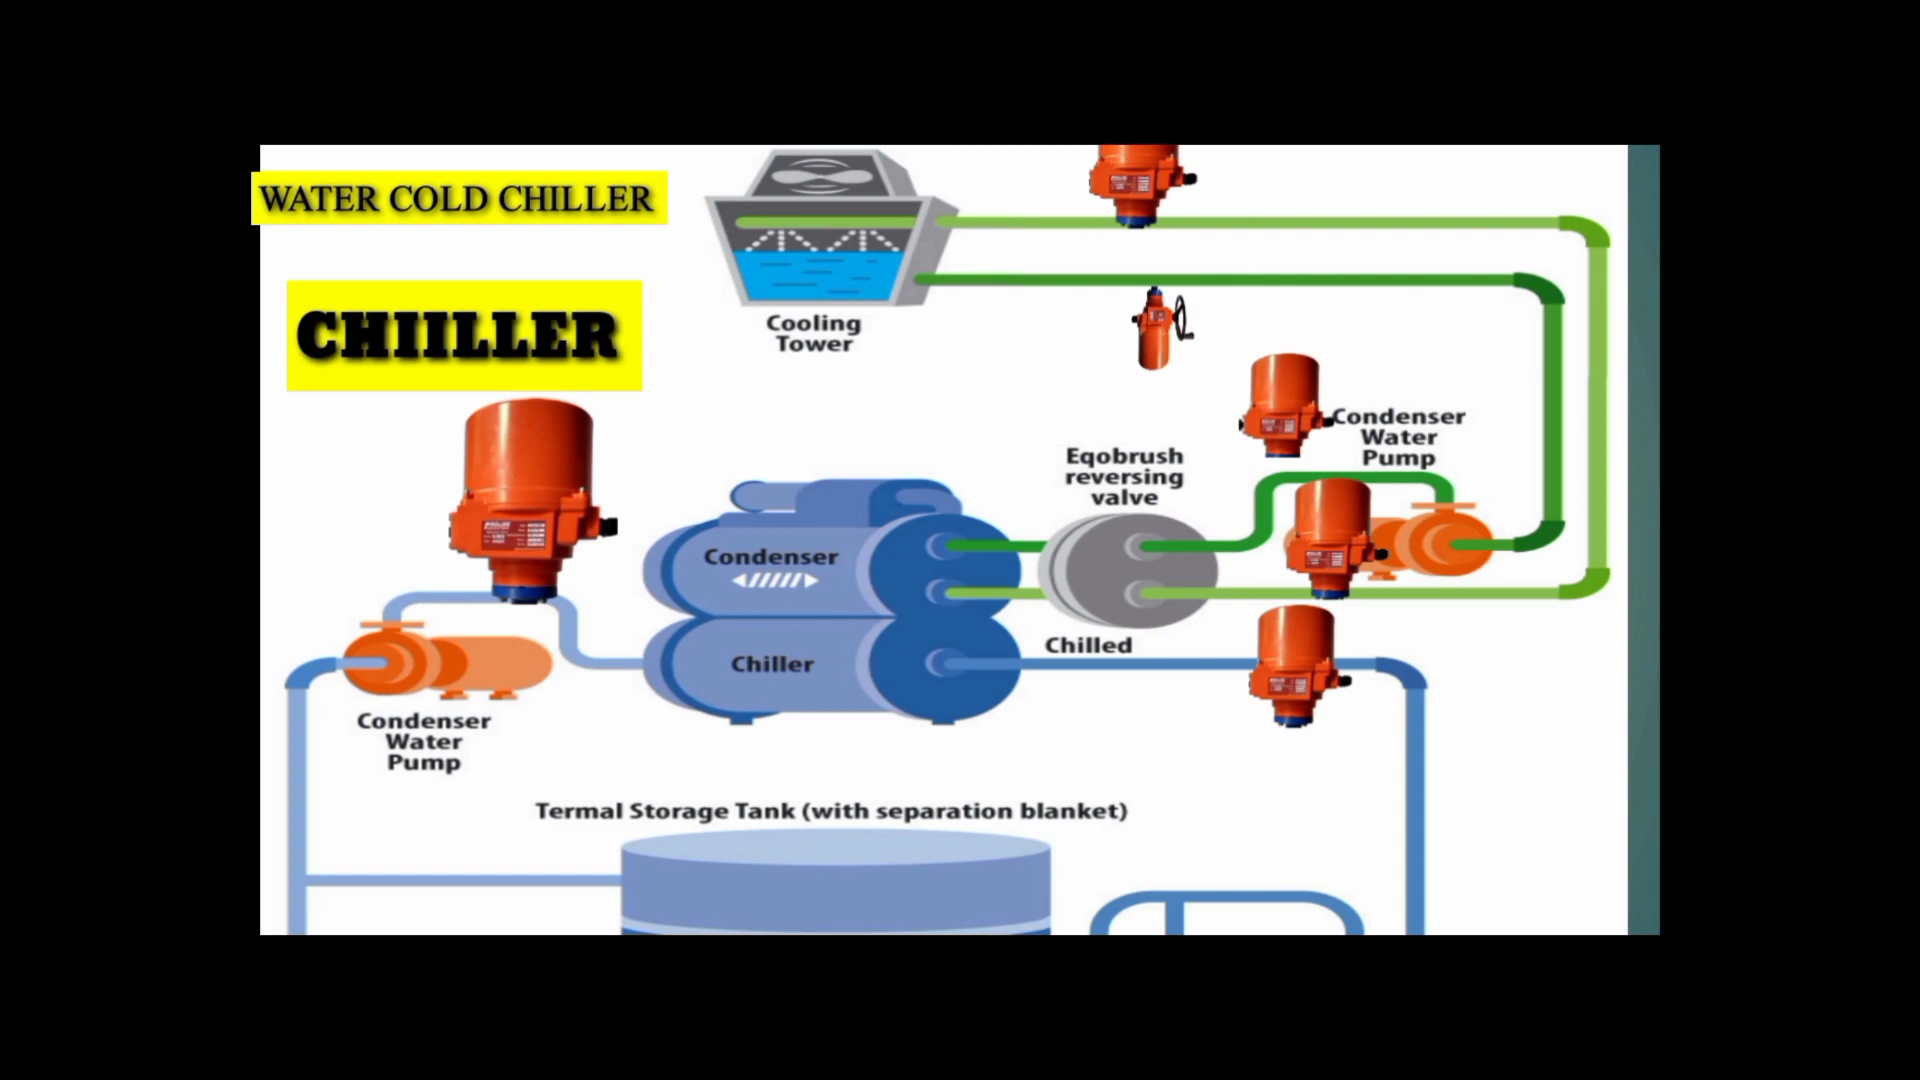 WATER COLD CHILLER
CHIILLER
Cooling
Tower
Condenser
Water
Pump
Eqobrush
reversing
valve
Condenser
Chilled
Chiller
Condenser
Water
Pump
Termal Storage Tank (with separation blanket)